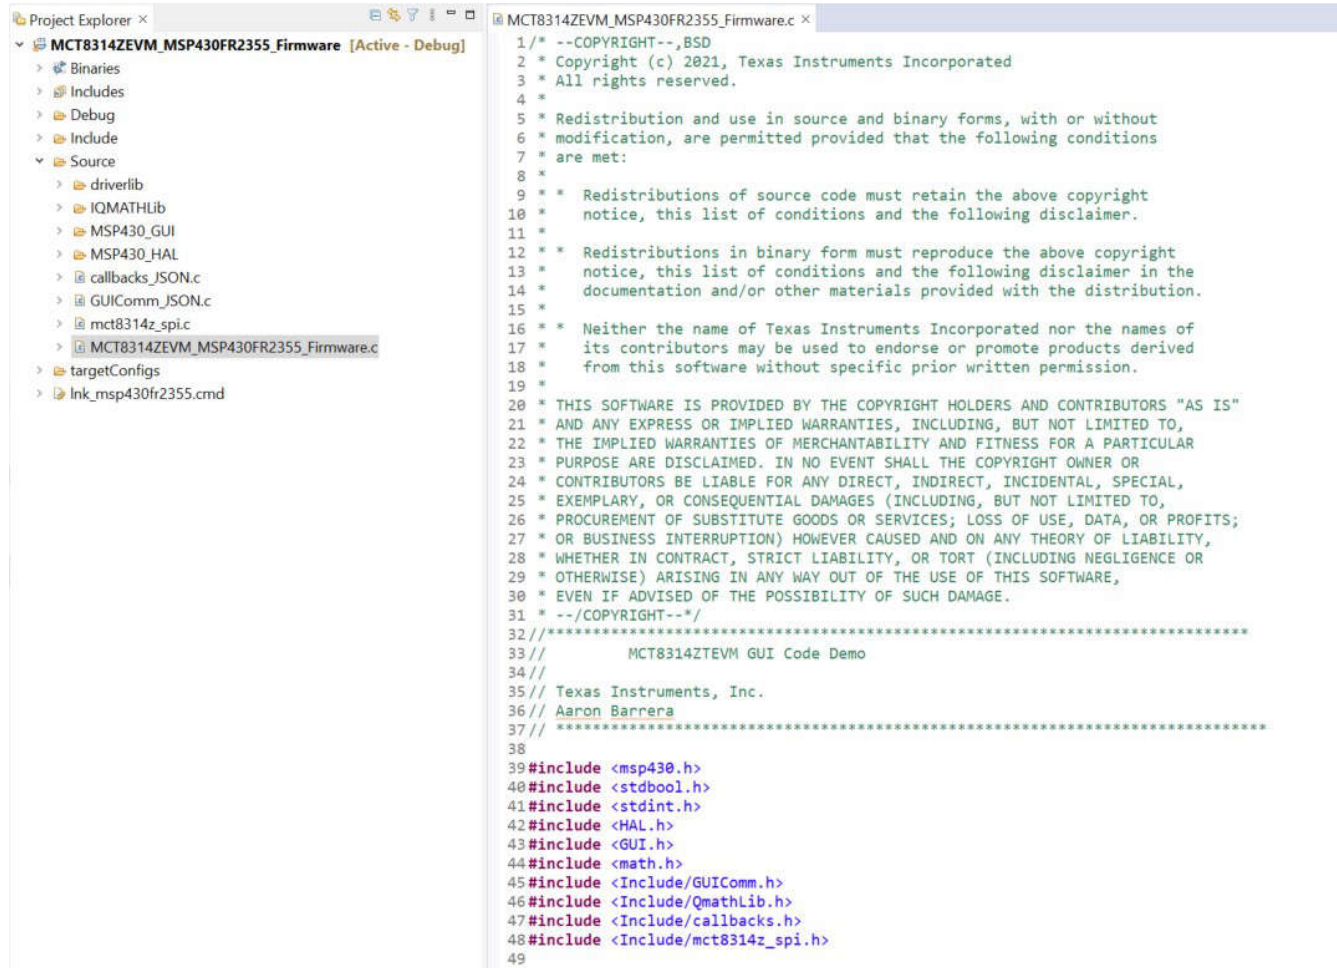 Project Explorer ×
MCT8314ZEVM_MSP430FR2355_Firmware [Active - Debug]
Binaries
Includes
Debug
Include
Source
driverlib
IQMATHLib
MSP430_GUI
MSP430_HAL
callbacks_JSON.c
GUIComm_JSON.c
mct8314z_spi.c
MCT8314ZEVM_MSP430FR2355_Firmware.c
targetConfigs
lnk_msp430fr2355.cmd
MCT8314ZEVM_MSP430FR2355_Firmware.c ×
1 /* --COPYRIGHT--,BSD
2  * Copyright (c) 2021, Texas Instruments Incorporated
3  * All rights reserved.
4  *
5  * Redistribution and use in source and binary forms, with or without
6  * modification, are permitted provided that the following conditions
7  * are met:
8  *
9  * *  Redistributions of source code must retain the above copyright
10  *    notice, this list of conditions and the following disclaimer.
11  *
12  * *  Redistributions in binary form must reproduce the above copyright
13  *    notice, this list of conditions and the following disclaimer in the
14  *    documentation and/or other materials provided with the distribution.
15  *
16  * *  Neither the name of Texas Instruments Incorporated nor the names of
17  *    its contributors may be used to endorse or promote products derived
18  *    from this software without specific prior written permission.
19  *
20  * THIS SOFTWARE IS PROVIDED BY THE COPYRIGHT HOLDERS AND CONTRIBUTORS "AS IS"
21  * AND ANY EXPRESS OR IMPLIED WARRANTIES, INCLUDING, BUT NOT LIMITED TO,
22  * THE IMPLIED WARRANTIES OF MERCHANTABILITY AND FITNESS FOR A PARTICULAR
23  * PURPOSE ARE DISCLAIMED. IN NO EVENT SHALL THE COPYRIGHT OWNER OR
24  * CONTRIBUTORS BE LIABLE FOR ANY DIRECT, INDIRECT, INCIDENTAL, SPECIAL,
25  * EXEMPLARY, OR CONSEQUENTIAL DAMAGES (INCLUDING, BUT NOT LIMITED TO,
26  * PROCUREMENT OF SUBSTITUTE GOODS OR SERVICES; LOSS OF USE, DATA, OR PROFITS;
27  * OR BUSINESS INTERRUPTION) HOWEVER CAUSED AND ON ANY THEORY OF LIABILITY,
28  * WHETHER IN CONTRACT, STRICT LIABILITY, OR TORT (INCLUDING NEGLIGENCE OR
29  * OTHERWISE) ARISING IN ANY WAY OUT OF THE USE OF THIS SOFTWARE,
30  * EVEN IF ADVISED OF THE POSSIBILITY OF SUCH DAMAGE.
31  * --/COPYRIGHT--*/
32 //*****************************************************************************
33 //         MCT8314ZTEVM GUI Code Demo
34 //
35 // Texas Instruments, Inc.
36 // Aaron Barrera
37 // ******************************************************************************
38
39 #include <msp430.h>
40 #include <stdbool.h>
41 #include <stdint.h>
42 #include <HAL.h>
43 #include <GUI.h>
44 #include <math.h>
45 #include <Include/GUIComm.h>
46 #include <Include/QmathLib.h>
47 #include <Include/callbacks.h>
48 #include <Include/mct8314z_spi.h>
49